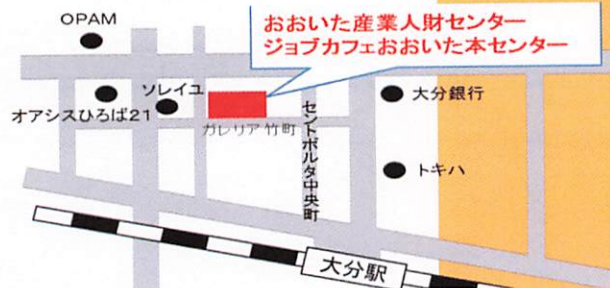 OPAM
おおいた産業人財センター
ジョブカフェおおいた本センター
ソレイユ
オアシスひろば21
大分銀行
ガレリア竹町
セントポルタ中央町
トキハ
大分駅